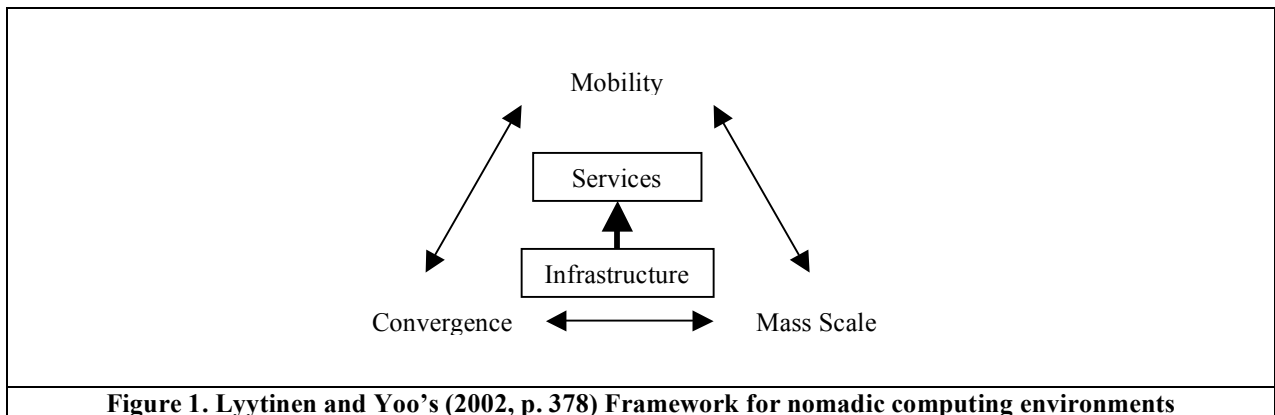 Mobility
Services
Infrastructure
Convergence
Mass Scale
Figure 1. Lyytinen and Yoo’s (2002, p. 378) Framework for nomadic computing environments